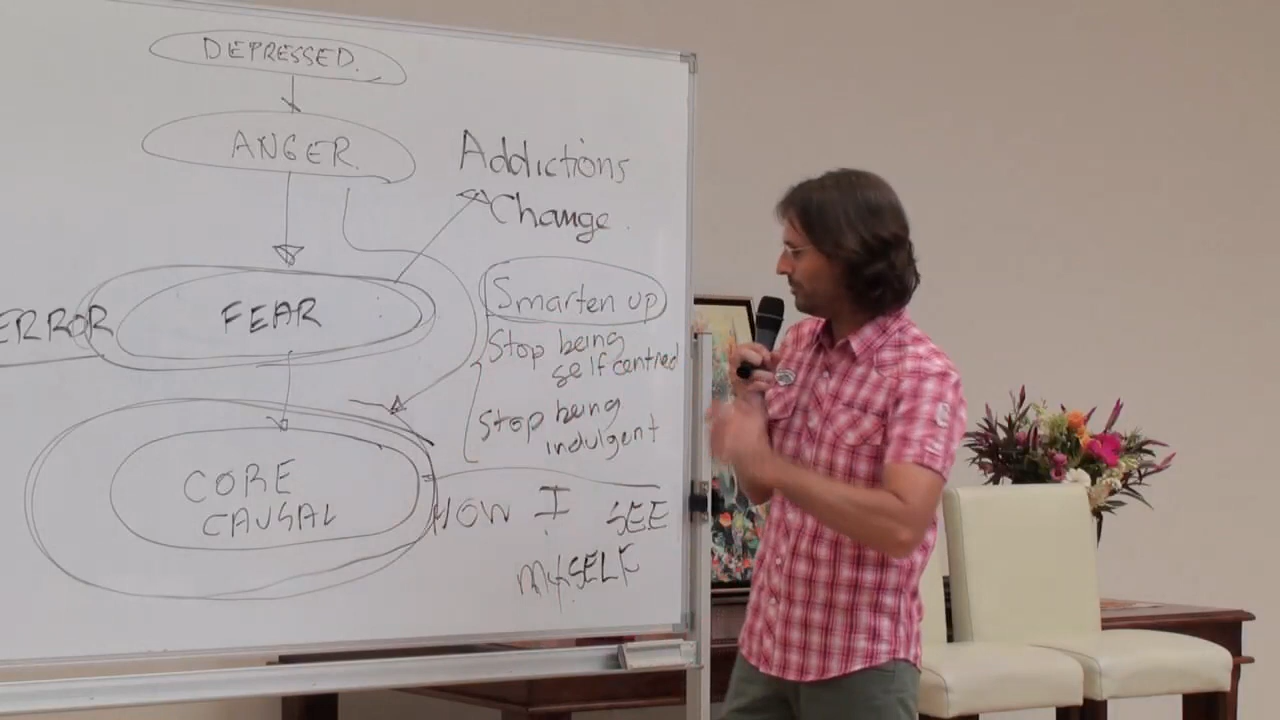 DEPRESSED.
ANGER.
Addictions
Change.
ERROR
FEAR
Smarten up
Stop being
self centred
Stop being
indulgent
CORE
CAUSAL
HOW I SEE
MYSELF